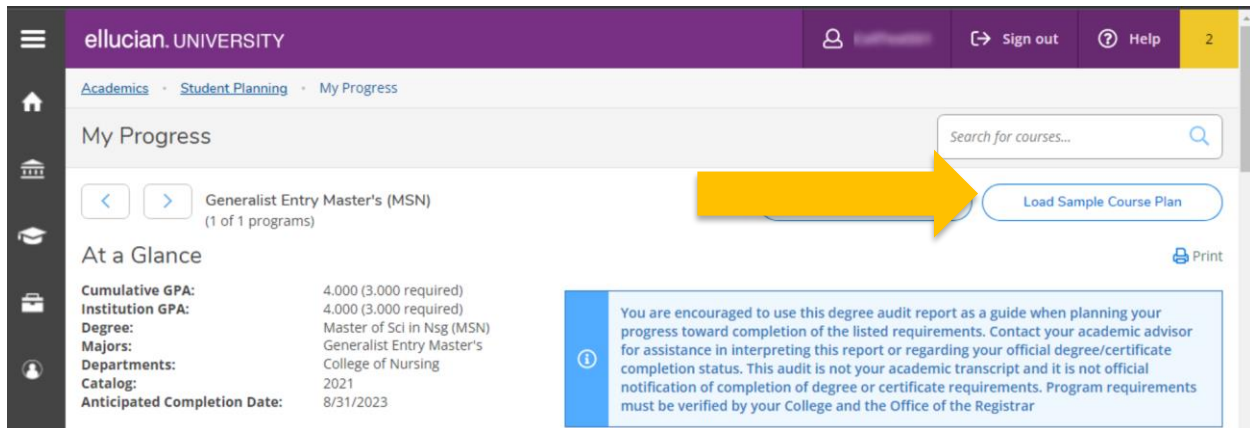 ellucian. UNIVERSITY
Sign out
Help
2
Academics · Student Planning · My Progress
My Progress
Search for courses...
Generalist Entry Master's (MSN)
(1 of 1 programs)
Load Sample Course Plan
At a Glance
Print
Cumulative GPA: 4.000 (3.000 required)
Institution GPA: 4.000 (3.000 required)
Degree: Master of Sci in Nsg (MSN)
Majors: Generalist Entry Master's
Departments: College of Nursing
Catalog: 2021
Anticipated Completion Date: 8/31/2023
You are encouraged to use this degree audit report as a guide when planning your
progress toward completion of the listed requirements. Contact your academic advisor
for assistance in interpreting this report or regarding your official degree/certificate
completion status. This audit is not your academic transcript and it is not official
notification of completion of degree or certificate requirements. Program requirements
must be verified by your College and the Office of the Registrar